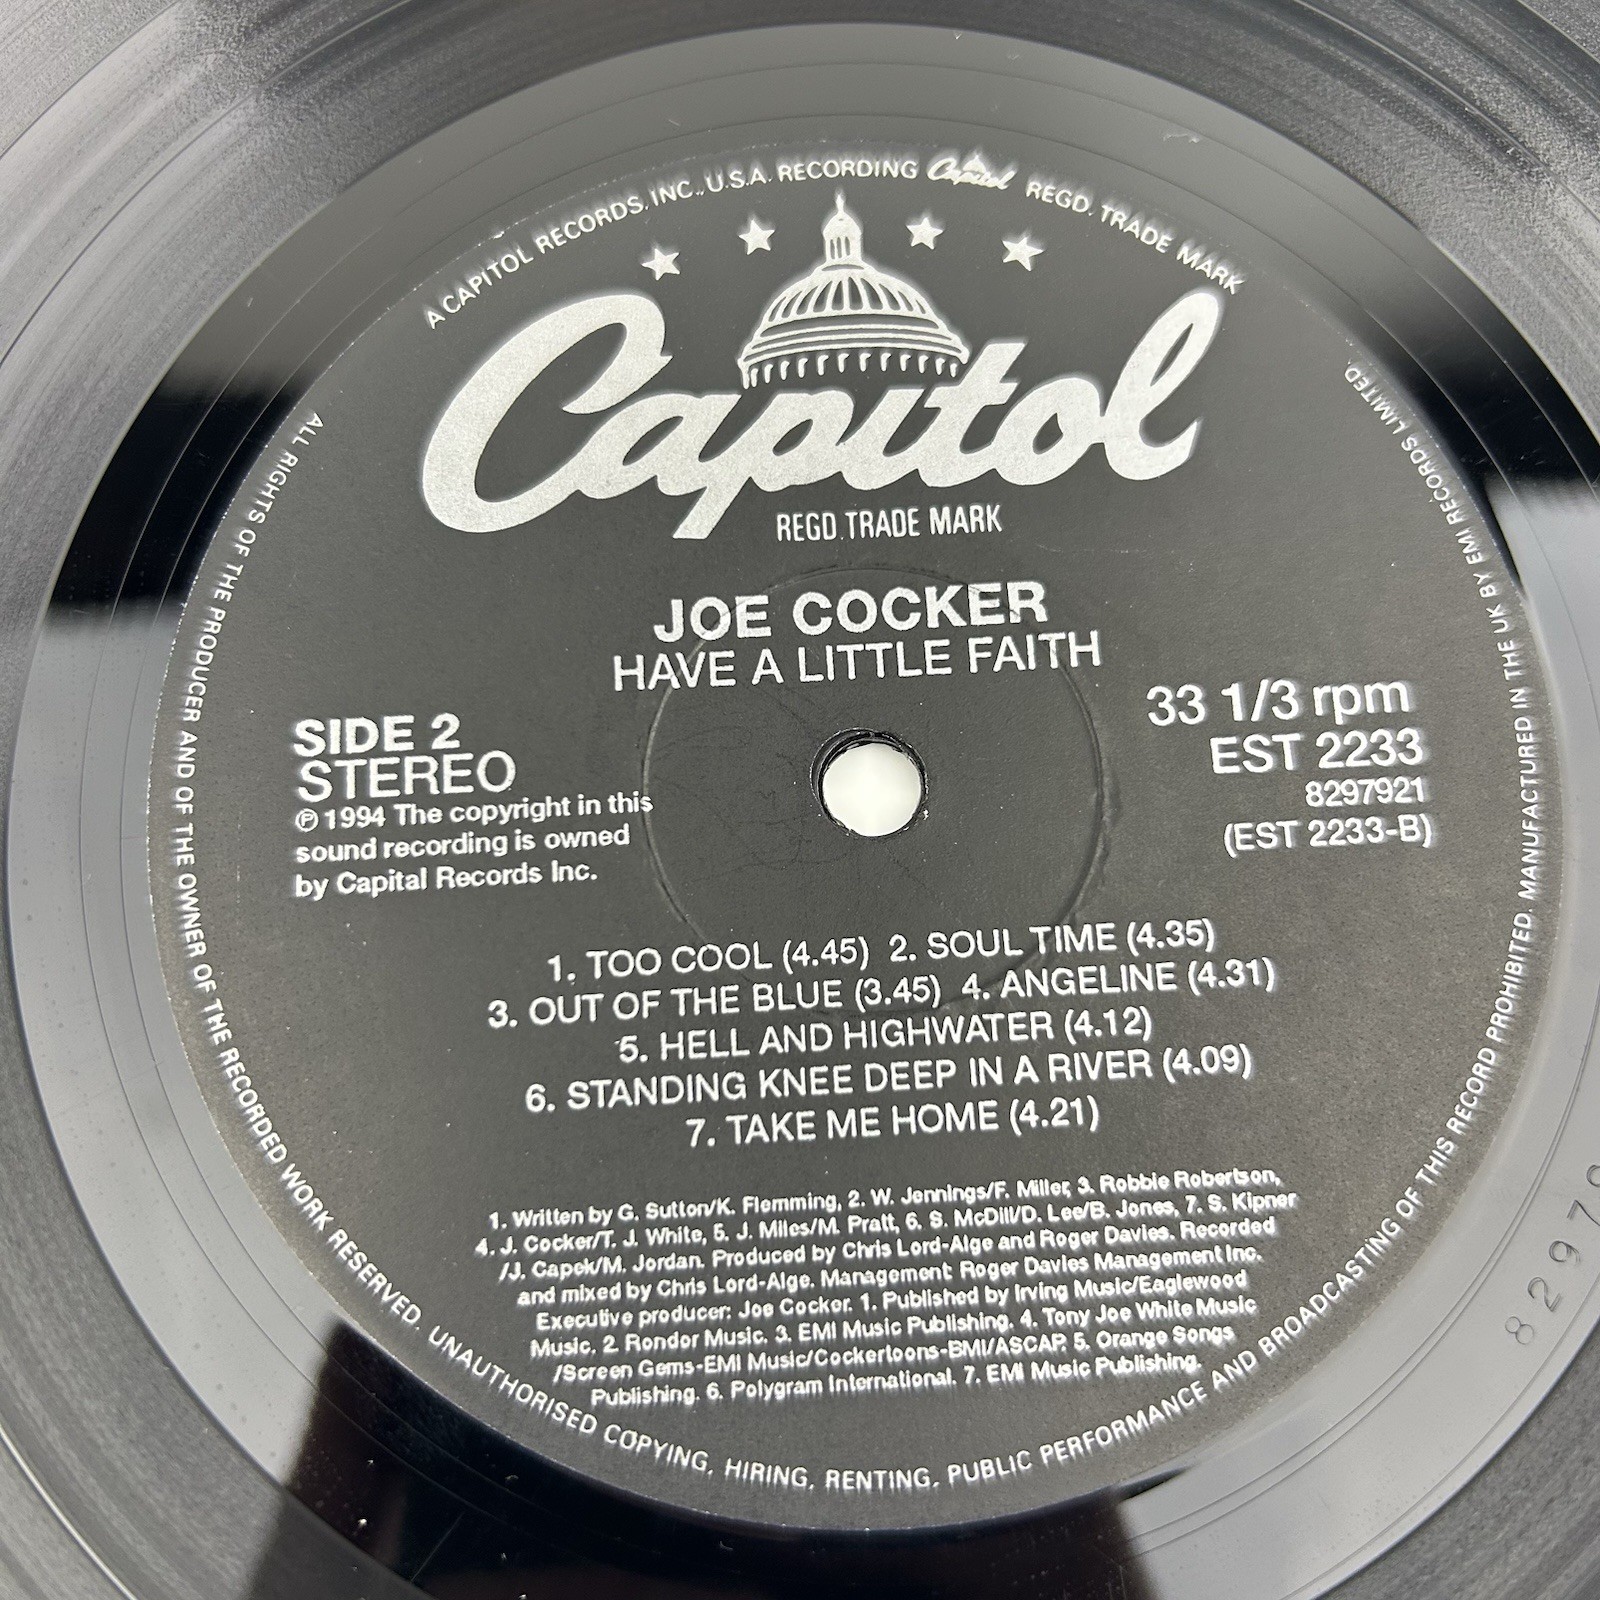 A CAPITOL RECORDS, INC., U.S.A. RECORDING Capitol REGD. TRADE MARK
Capitol
REGD. TRADE MARK
JOE COCKER
HAVE A LITTLE FAITH
SIDE 2
STEREO
℗ 1994 The copyright in this
sound recording is owned
by Capital Records Inc.
33 1/3 rpm
EST 2233
8297921
(EST 2233-B)
1. TOO COOL (4.45) 2. SOUL TIME (4.35)
3. OUT OF THE BLUE (3.45) 4. ANGELINE (4.31)
5. HELL AND HIGHWATER (4.12)
6. STANDING KNEE DEEP IN A RIVER (4.09)
7. TAKE ME HOME (4.21)
1. Written by G. Sutton/K. Flemming, 2. W. Jennings/F. Miller, 3. Robbie Robertson,
4. J. Cocker/T. J. White, 5. J. Miles/M. Pratt, 6. S. McDill/D. Lee/B. Jones, 7. S. Kipner
/J. Capek/M. Jordan. Produced by Chris Lord-Alge and Roger Davies. Recorded
and mixed by Chris Lord-Alge. Management: Roger Davies Management Inc.
Executive producer: Joe Cocker. 1. Published by Irving Music/Eaglewood
Music. 2. Rondor Music. 3. EMI Music Publishing. 4. Tony Joe White Music
/Screen Gems-EMI Music/Cockertoons-BMI/ASCAP. 5. Orange Songs
Publishing. 6. Polygram International. 7. EMI Music Publishing.
ALL RIGHTS OF THE PRODUCER AND OF THE OWNER OF THE RECORDED WORK RESERVED. UNAUTHORISED COPYING, HIRING, RENTING, PUBLIC PERFORMANCE AND BROADCASTING OF THIS RECORD PROHIBITED. MANUFACTURED IN THE UK BY EMI RECORDS LIMITED.
8297